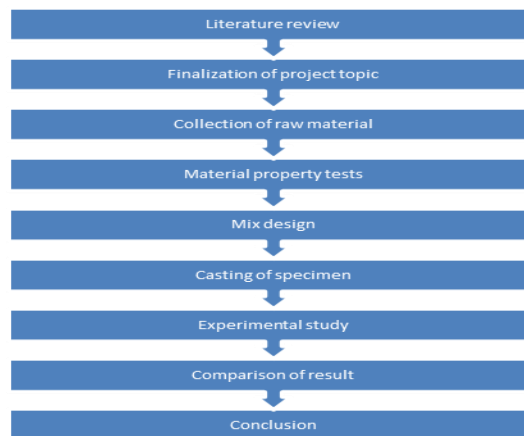 Literature review
Finalization of project topic
Collection of raw material
Material property tests
Mix design
Casting of specimen
Experimental study
Comparison of result
Conclusion